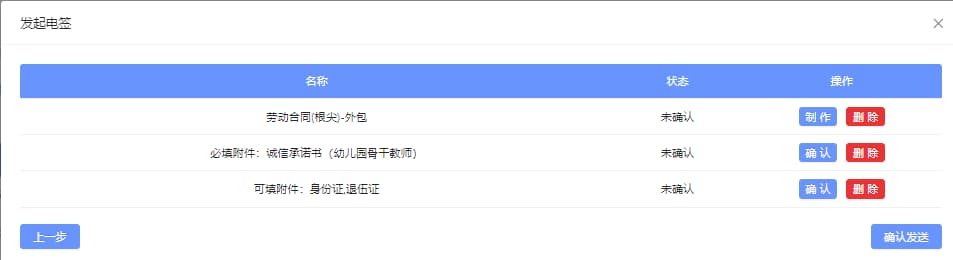 发起电签
名称 状态 操作
劳动合同(根尖)-外包 未确认 制 作 删 除
必填附件：诚信承诺书（幼儿园骨干教师） 未确认 确 认 删 除
可填附件：身份证,退伍证 未确认 确 认 删 除
上一步 确认发送